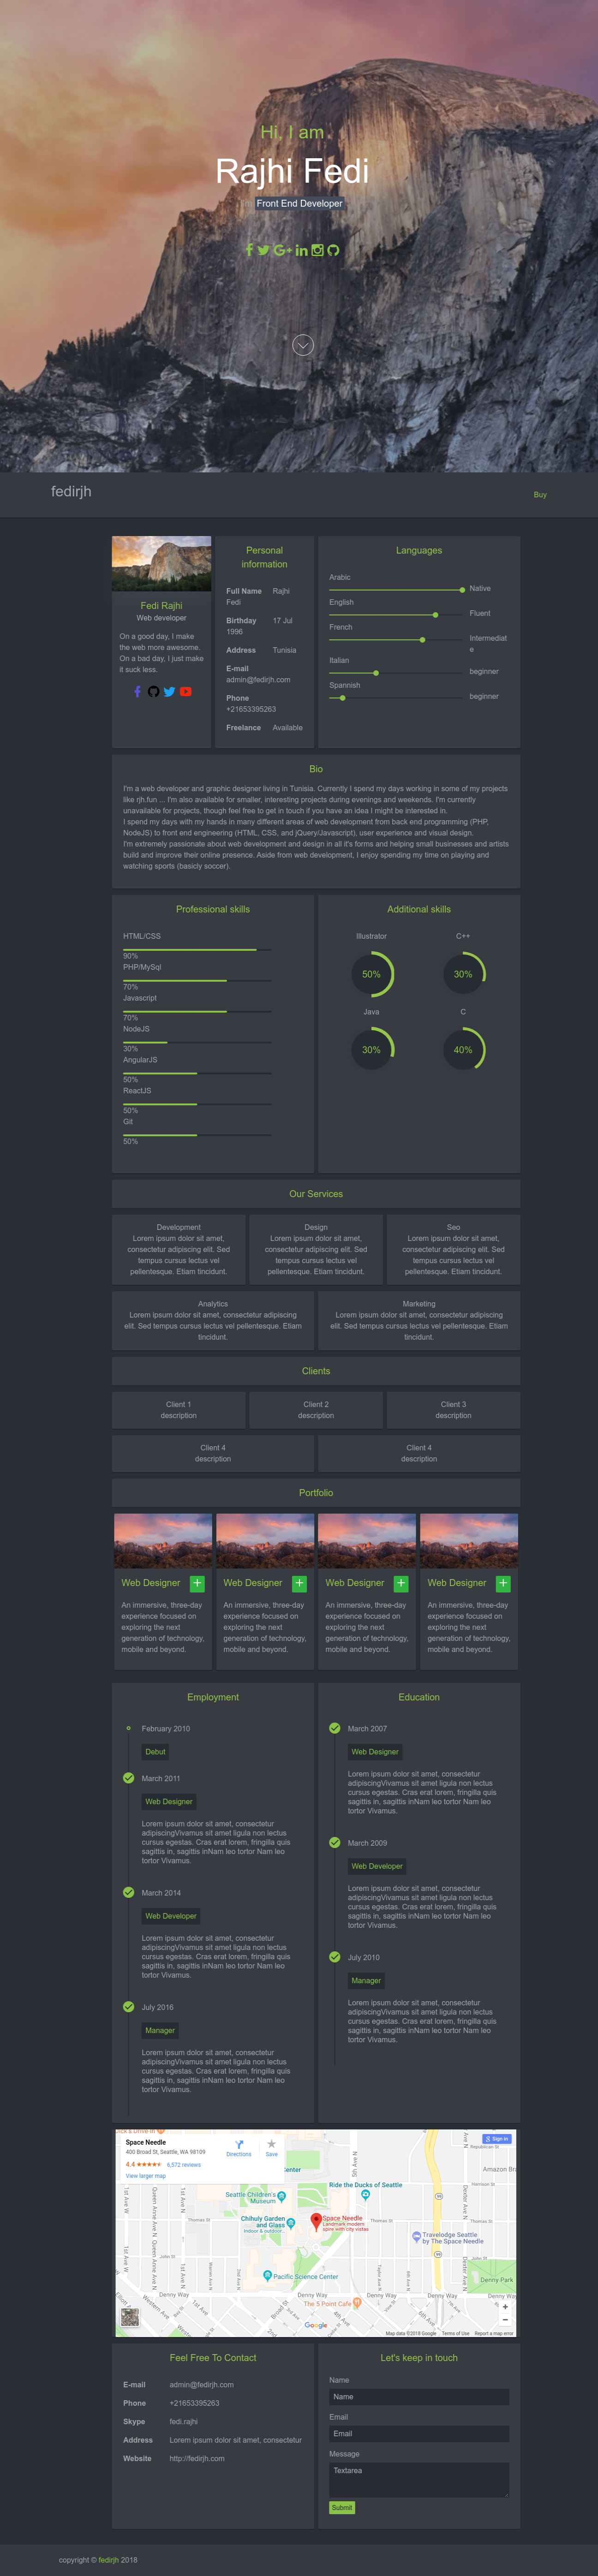 Hi, I am
Rajhi Fedi
Front End Developer
fedirjh
Buy
Fedi Rajhi
Web developer
On a good day, I make
the web more awesome.
On a bad day, I just make
it suck less.
Personal
information
Full Name Rajhi
Fedi
Birthday 17 Jul
1996
Address Tunisia
E-mail
admin@fedirjh.com
Phone
+21653395263
Freelance Available
Languages
Arabic
Native
English
Fluent
French
Intermediat
e
Italian
beginner
Spannish
beginner
Bio
I'm a web developer and graphic designer living in Tunisia. Currently I spend my days working in some of my projects
like rjh.fun ... I'm also available for smaller, interesting projects during evenings and weekends. I'm currently
unavailable for projects, though feel free to get in touch if you have an idea I might be interested in.
I spend my days with my hands in many different areas of web development from back end programming (PHP,
NodeJS) to front end engineering (HTML, CSS, and jQuery/Javascript), user experience and visual design.
I'm extremely passionate about web development and design in all it's forms and helping small businesses and artists
build and improve their online presence. Aside from web development, I enjoy spending my time on playing and
watching sports (basicly soccer).
Professional skills
HTML/CSS
90%
PHP/MySql
70%
Javascript
70%
NodeJS
30%
AngularJS
50%
ReactJS
50%
Git
50%
Additional skills
Illustrator
50%
C++
30%
Java
30%
C
40%
Our Services
Development
Lorem ipsum dolor sit amet,
consectetur adipiscing elit. Sed
tempus cursus lectus vel
pellentesque. Etiam tincidunt.
Design
Lorem ipsum dolor sit amet,
consectetur adipiscing elit. Sed
tempus cursus lectus vel
pellentesque. Etiam tincidunt.
Seo
Lorem ipsum dolor sit amet,
consectetur adipiscing elit. Sed
tempus cursus lectus vel
pellentesque. Etiam tincidunt.
Analytics
Lorem ipsum dolor sit amet, consectetur adipiscing
elit. Sed tempus cursus lectus vel pellentesque. Etiam
tincidunt.
Marketing
Lorem ipsum dolor sit amet, consectetur adipiscing
elit. Sed tempus cursus lectus vel pellentesque. Etiam
tincidunt.
Clients
Client 1
description
Client 2
description
Client 3
description
Client 4
description
Client 4
description
Portfolio
Web Designer +
An immersive, three-day
experience focused on
exploring the next
generation of technology,
mobile and beyond.
Web Designer +
An immersive, three-day
experience focused on
exploring the next
generation of technology,
mobile and beyond.
Web Designer +
An immersive, three-day
experience focused on
exploring the next
generation of technology,
mobile and beyond.
Web Designer +
An immersive, three-day
experience focused on
exploring the next
generation of technology,
mobile and beyond.
Employment
February 2010
Debut
March 2011
Web Designer
Lorem ipsum dolor sit amet, consectetur
adipiscingVivamus sit amet ligula non lectus
cursus egestas. Cras erat lorem, fringilla quis
sagittis in, sagittis inNam leo tortor Nam leo
tortor Vivamus.
March 2014
Web Developer
Lorem ipsum dolor sit amet, consectetur
adipiscingVivamus sit amet ligula non lectus
cursus egestas. Cras erat lorem, fringilla quis
sagittis in, sagittis inNam leo tortor Nam leo
tortor Vivamus.
July 2016
Manager
Lorem ipsum dolor sit amet, consectetur
adipiscingVivamus sit amet ligula non lectus
cursus egestas. Cras erat lorem, fringilla quis
sagittis in, sagittis inNam leo tortor Nam leo
tortor Vivamus.
Education
March 2007
Web Designer
Lorem ipsum dolor sit amet, consectetur
adipiscingVivamus sit amet ligula non lectus
cursus egestas. Cras erat lorem, fringilla quis
sagittis in, sagittis inNam leo tortor Nam leo
tortor Vivamus.
March 2009
Web Developer
Lorem ipsum dolor sit amet, consectetur
adipiscingVivamus sit amet ligula non lectus
cursus egestas. Cras erat lorem, fringilla quis
sagittis in, sagittis inNam leo tortor Nam leo
tortor Vivamus.
July 2010
Manager
Lorem ipsum dolor sit amet, consectetur
adipiscingVivamus sit amet ligula non lectus
cursus egestas. Cras erat lorem, fringilla quis
sagittis in, sagittis inNam leo tortor Nam leo
tortor Vivamus.
Space Needle
400 Broad St, Seattle, WA 98109
4.4 6,572 reviews
View larger map
Directions
Save
Sign in
Center
Ride the Ducks of Seattle
Seattle Children's
Museum
Chihuly Garden
and Glass
Indoor & outdoor
Space Needle
Landmark modern
spire with city vistas
Travelodge Seattle
by The Space Needle
Pacific Science Center
The 5 Point Cafe
Denny Park
Denny Way
Denny Way
Denny Way
Denny Way
Google
Map data ©2018 Google Terms of Use Report a map error
Feel Free To Contact
E-mail admin@fedirjh.com
Phone +21653395263
Skype fedi.rajhi
Address Lorem ipsum dolor sit amet, consectetur
Website http://fedirjh.com
Let's keep in touch
Name
Name
Email
Email
Message
Textarea
Submit
copyright © fedirjh 2018